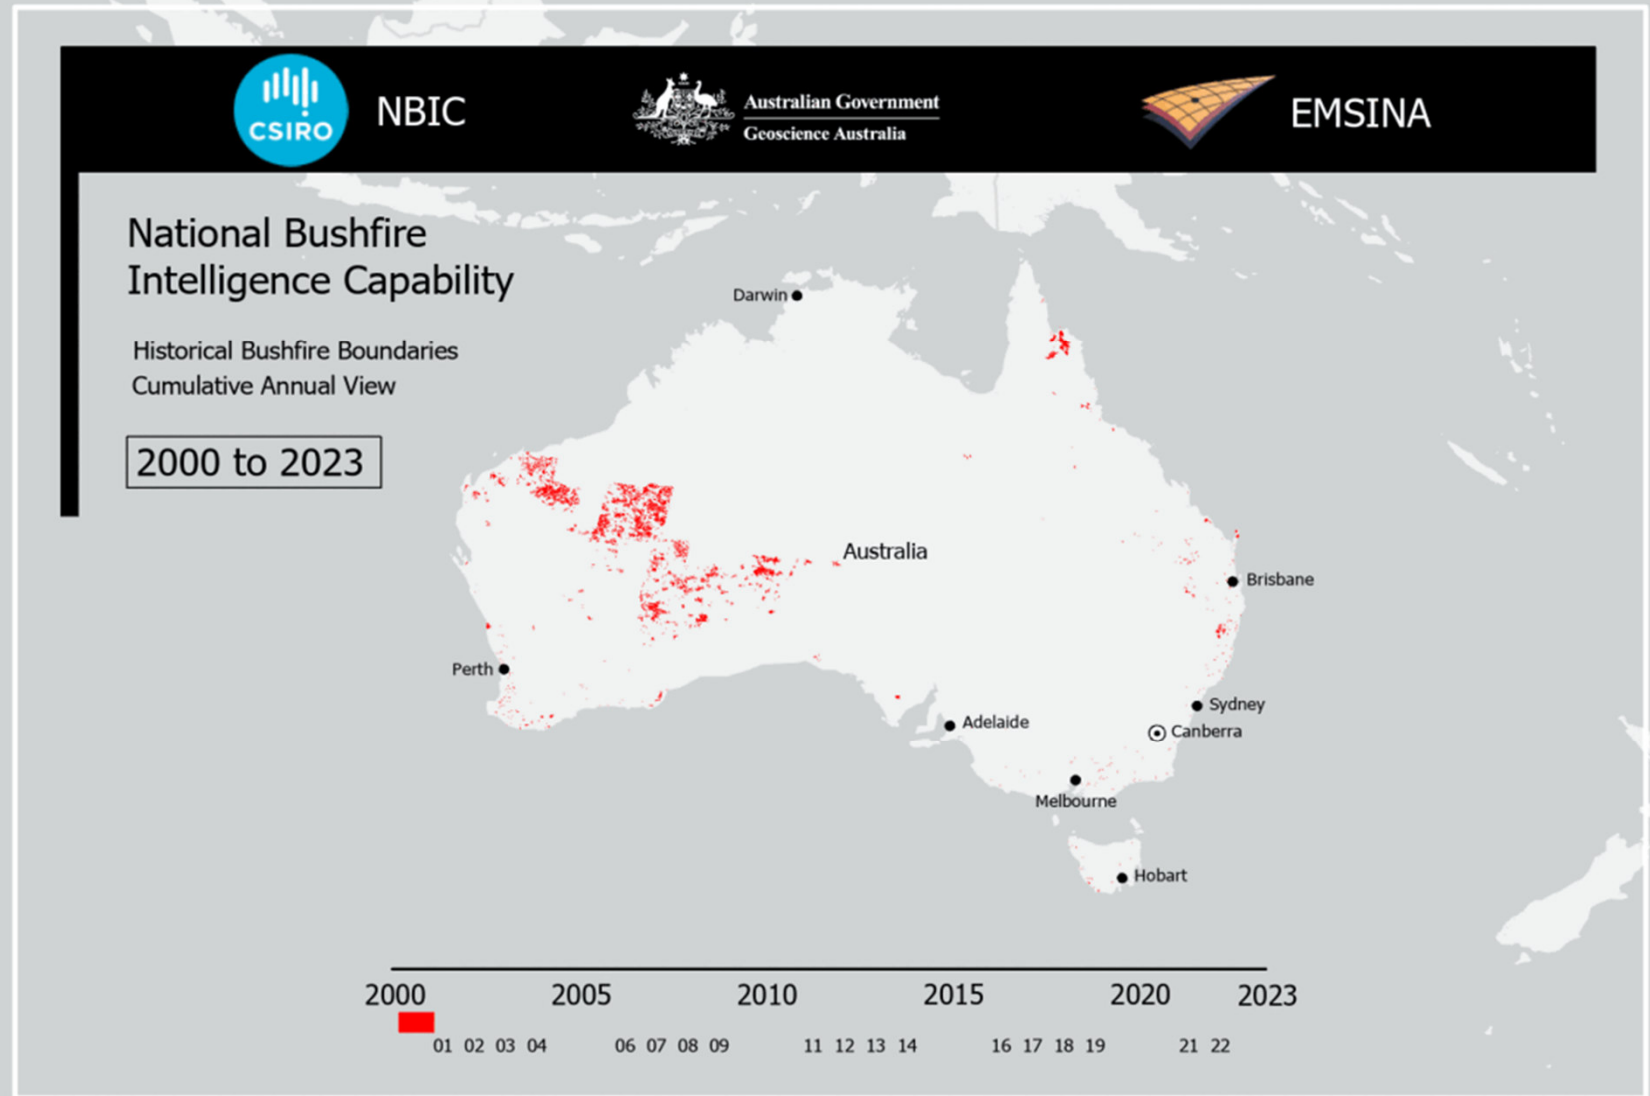 CSIRO
NBIC
Australian Government
Geoscience Australia
EMSINA
National Bushfire
Intelligence Capability
Historical Bushfire Boundaries
Cumulative Annual View
2000 to 2023
Darwin
Australia
Brisbane
Perth
Sydney
Adelaide
Canberra
Melbourne
Hobart
2000 2005 2010 2015 2020 2023
01 02 03 04 06 07 08 09 11 12 13 14 16 17 18 19 21 22